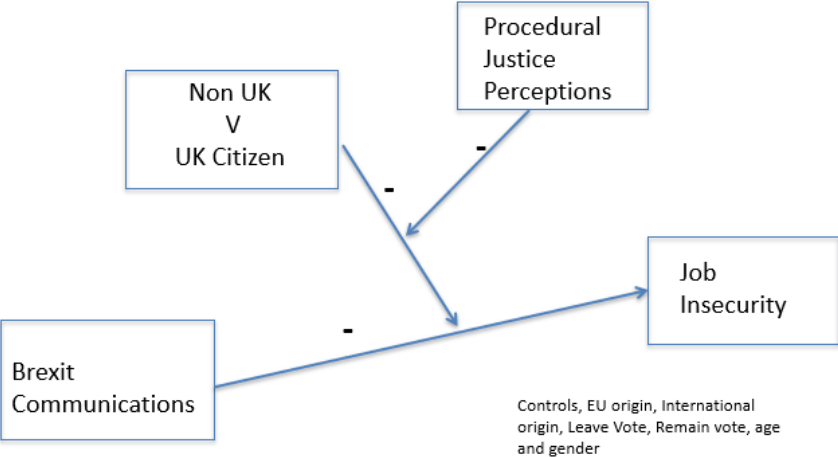 Procedural
Justice
Perceptions
Non UK
V
UK Citizen
-
-
Job
Insecurity
-
Brexit
Communications
Controls, EU origin, International
origin, Leave Vote, Remain vote, age
and gender